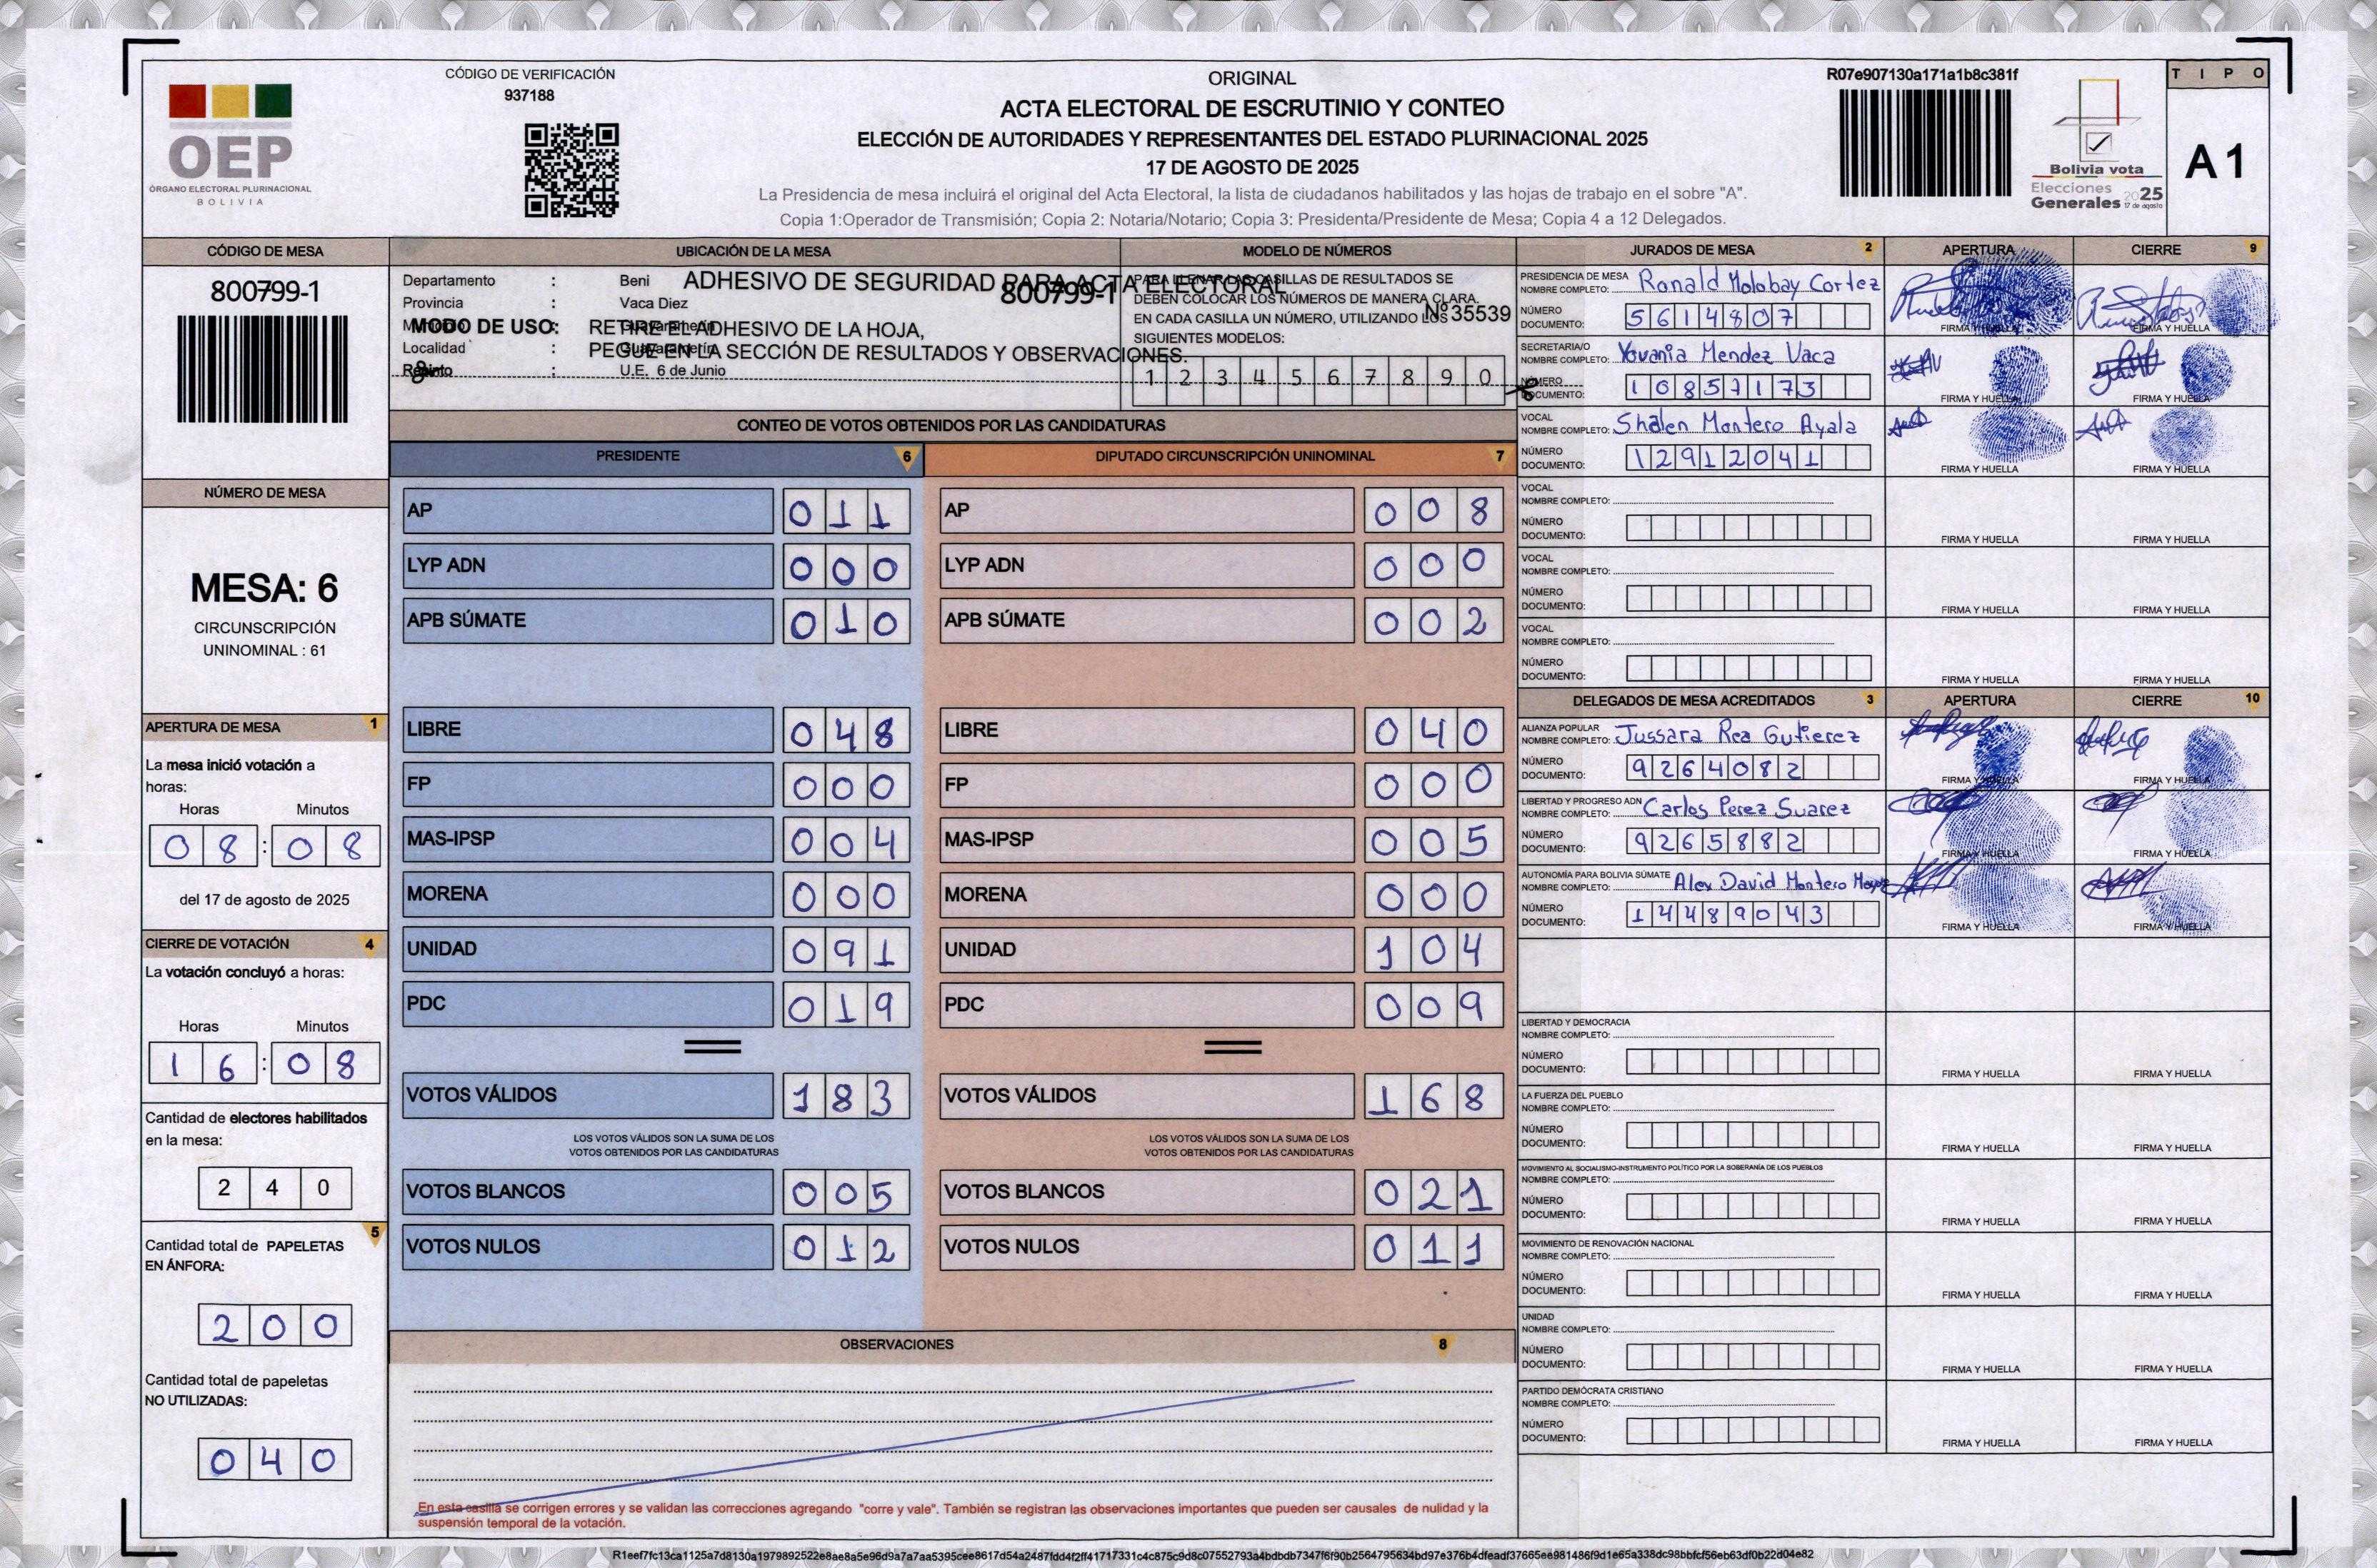 CÓDIGO DE VERIFICACIÓN
937188
OEP
ÓRGANO ELECTORAL PLURINACIONAL
BOLIVIA
ORIGINAL
ACTA ELECTORAL DE ESCRUTINIO Y CONTEO
ELECCIÓN DE AUTORIDADES Y REPRESENTANTES DEL ESTADO PLURINACIONAL 2025
17 DE AGOSTO DE 2025
La Presidencia de mesa incluirá el original del Acta Electoral, la lista de ciudadanos habilitados y las hojas de trabajo en el sobre "A".
Copia 1:Operador de Transmisión; Copia 2: Notaria/Notario; Copia 3: Presidenta/Presidente de Mesa; Copia 4 a 12 Delegados.
R07e907130a171a1b8c381f
Bolivia vota
Elecciones
Generales 2025
17 de agosto
TIPO
A1
CÓDIGO DE MESA
800799-1
NÚMERO DE MESA
MESA: 6
CIRCUNSCRIPCIÓN
UNINOMINAL : 61
APERTURA DE MESA 1
La mesa inició votación a
horas:
Horas Minutos
08:08
del 17 de agosto de 2025
CIERRE DE VOTACIÓN 4
La votación concluyó a horas:
Horas Minutos
16:08
Cantidad de electores habilitados
en la mesa:
240
5
Cantidad total de PAPELETAS
EN ÁNFORA:
200
Cantidad total de papeletas
NO UTILIZADAS:
040
UBICACIÓN DE LA MESA
Departamento : Beni
Provincia : Vaca Diez
Municipio : Guayaramerín
Localidad : Guayaramerín
Recinto : U.E. 6 de Junio
ADHESIVO DE SEGURIDAD PARA ACTA ELECTORAL
800799-1
Nº 35539
MODO DE USO: RETIRE EL ADHESIVO DE LA HOJA,
PEGUE EN LA SECCIÓN DE RESULTADOS Y OBSERVACIONES.
MODELO DE NÚMEROS
PARA LLENAR LAS CASILLAS DE RESULTADOS SE
DEBEN COLOCAR LOS NÚMEROS DE MANERA CLARA.
EN CADA CASILLA UN NÚMERO, UTILIZANDO LOS
SIGUIENTES MODELOS:
1 2 3 4 5 6 7 8 9 0
CONTEO DE VOTOS OBTENIDOS POR LAS CANDIDATURAS
PRESIDENTE 6
AP 011
LYP ADN 000
APB SÚMATE 010
LIBRE 048
FP 000
MAS-IPSP 004
MORENA 000
UNIDAD 091
PDC 019
VOTOS VÁLIDOS 183
LOS VOTOS VÁLIDOS SON LA SUMA DE LOS
VOTOS OBTENIDOS POR LAS CANDIDATURAS
VOTOS BLANCOS 005
VOTOS NULOS 012
DIPUTADO CIRCUNSCRIPCIÓN UNINOMINAL 7
AP 008
LYP ADN 000
APB SÚMATE 002
LIBRE 040
FP 000
MAS-IPSP 005
MORENA 000
UNIDAD 104
PDC 009
VOTOS VÁLIDOS 168
LOS VOTOS VÁLIDOS SON LA SUMA DE LOS
VOTOS OBTENIDOS POR LAS CANDIDATURAS
VOTOS BLANCOS 021
VOTOS NULOS 011
OBSERVACIONES 8
En esta casilla se corrigen errores y se validan las correcciones agregando "corre y vale". También se registran las observaciones importantes que pueden ser causales de nulidad y la
suspensión temporal de la votación.
JURADOS DE MESA 2 APERTURA CIERRE 9
PRESIDENCIA DE MESA
NOMBRE COMPLETO: Ronald Molobay Cortez
NÚMERO
DOCUMENTO: 5614807
FIRMA Y HUELLA FIRMA Y HUELLA
SECRETARIA/O
NOMBRE COMPLETO: Yovania Mendez Vaca
NÚMERO
DOCUMENTO: 10857173
FIRMA Y HUELLA FIRMA Y HUELLA
VOCAL
NOMBRE COMPLETO: Shalen Montero Ayala
NÚMERO
DOCUMENTO: 12912041
FIRMA Y HUELLA FIRMA Y HUELLA
VOCAL
NOMBRE COMPLETO:
NÚMERO
DOCUMENTO:
FIRMA Y HUELLA FIRMA Y HUELLA
VOCAL
NOMBRE COMPLETO:
NÚMERO
DOCUMENTO:
FIRMA Y HUELLA FIRMA Y HUELLA
VOCAL
NOMBRE COMPLETO:
NÚMERO
DOCUMENTO:
FIRMA Y HUELLA FIRMA Y HUELLA
DELEGADOS DE MESA ACREDITADOS 3 APERTURA CIERRE 10
ALIANZA POPULAR
NOMBRE COMPLETO: Jussara Rea Gutierez
NÚMERO
DOCUMENTO: 9264082
FIRMA Y HUELLA FIRMA Y HUELLA
LIBERTAD Y PROGRESO ADN
NOMBRE COMPLETO: Carlos Perez Suarez
NÚMERO
DOCUMENTO: 9265882
FIRMA Y HUELLA FIRMA Y HUELLA
AUTONOMÍA PARA BOLIVIA SÚMATE
NOMBRE COMPLETO: Alex David Montero
NÚMERO
DOCUMENTO: 14489043
FIRMA Y HUELLA FIRMA Y HUELLA
LIBERTAD Y DEMOCRACIA
NOMBRE COMPLETO:
NÚMERO
DOCUMENTO:
FIRMA Y HUELLA FIRMA Y HUELLA
LA FUERZA DEL PUEBLO
NOMBRE COMPLETO:
NÚMERO
DOCUMENTO:
FIRMA Y HUELLA FIRMA Y HUELLA
MOVIMIENTO AL SOCIALISMO-INSTRUMENTO POLÍTICO POR LA SOBERANÍA DE LOS PUEBLOS
NOMBRE COMPLETO:
NÚMERO
DOCUMENTO:
FIRMA Y HUELLA FIRMA Y HUELLA
MOVIMIENTO DE RENOVACIÓN NACIONAL
NOMBRE COMPLETO:
NÚMERO
DOCUMENTO:
FIRMA Y HUELLA FIRMA Y HUELLA
UNIDAD
NOMBRE COMPLETO:
NÚMERO
DOCUMENTO:
FIRMA Y HUELLA FIRMA Y HUELLA
PARTIDO DEMÓCRATA CRISTIANO
NOMBRE COMPLETO:
NÚMERO
DOCUMENTO:
FIRMA Y HUELLA FIRMA Y HUELLA